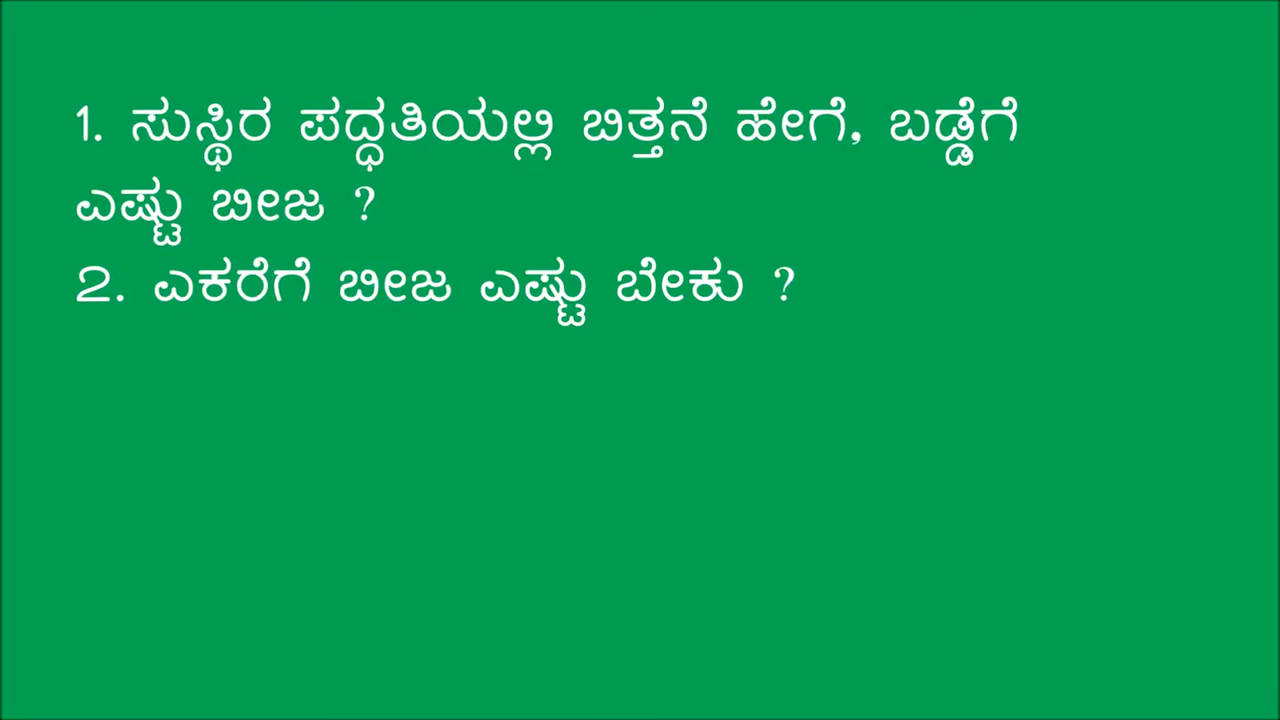 1. ಸುಸ್ಥಿರ ಪದ್ಧತಿಯಲ್ಲಿ ಬಿತ್ತನೆ ಹೇಗೆ, ಬಡ್ಡೆಗೆ
ಎಷ್ಟು ಬೀಜ ?
2. ಎಕರೆಗೆ ಬೀಜ ಎಷ್ಟು ಬೇಕು ?